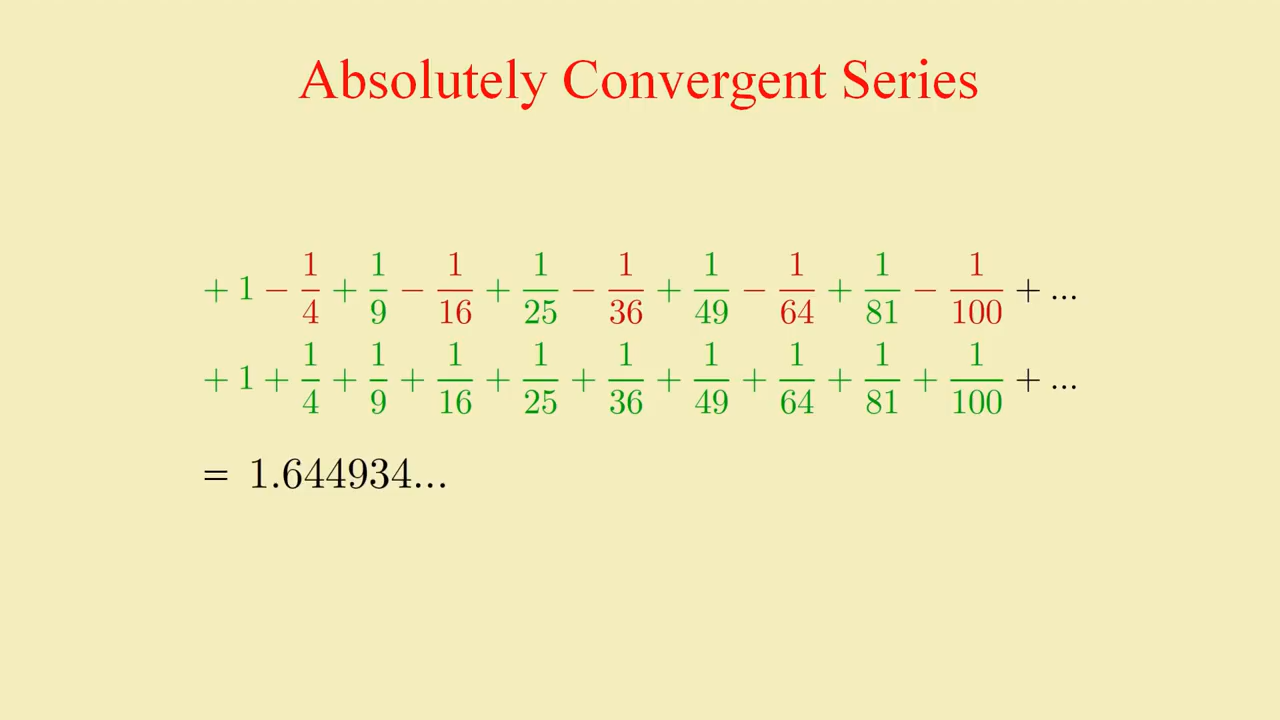 Absolutely Convergent Series
+ 1 − 1/4 + 1/9 − 1/16 + 1/25 − 1/36 + 1/49 − 1/64 + 1/81 − 1/100 + ...
+ 1 + 1/4 + 1/9 + 1/16 + 1/25 + 1/36 + 1/49 + 1/64 + 1/81 + 1/100 + ...
= 1.644934...